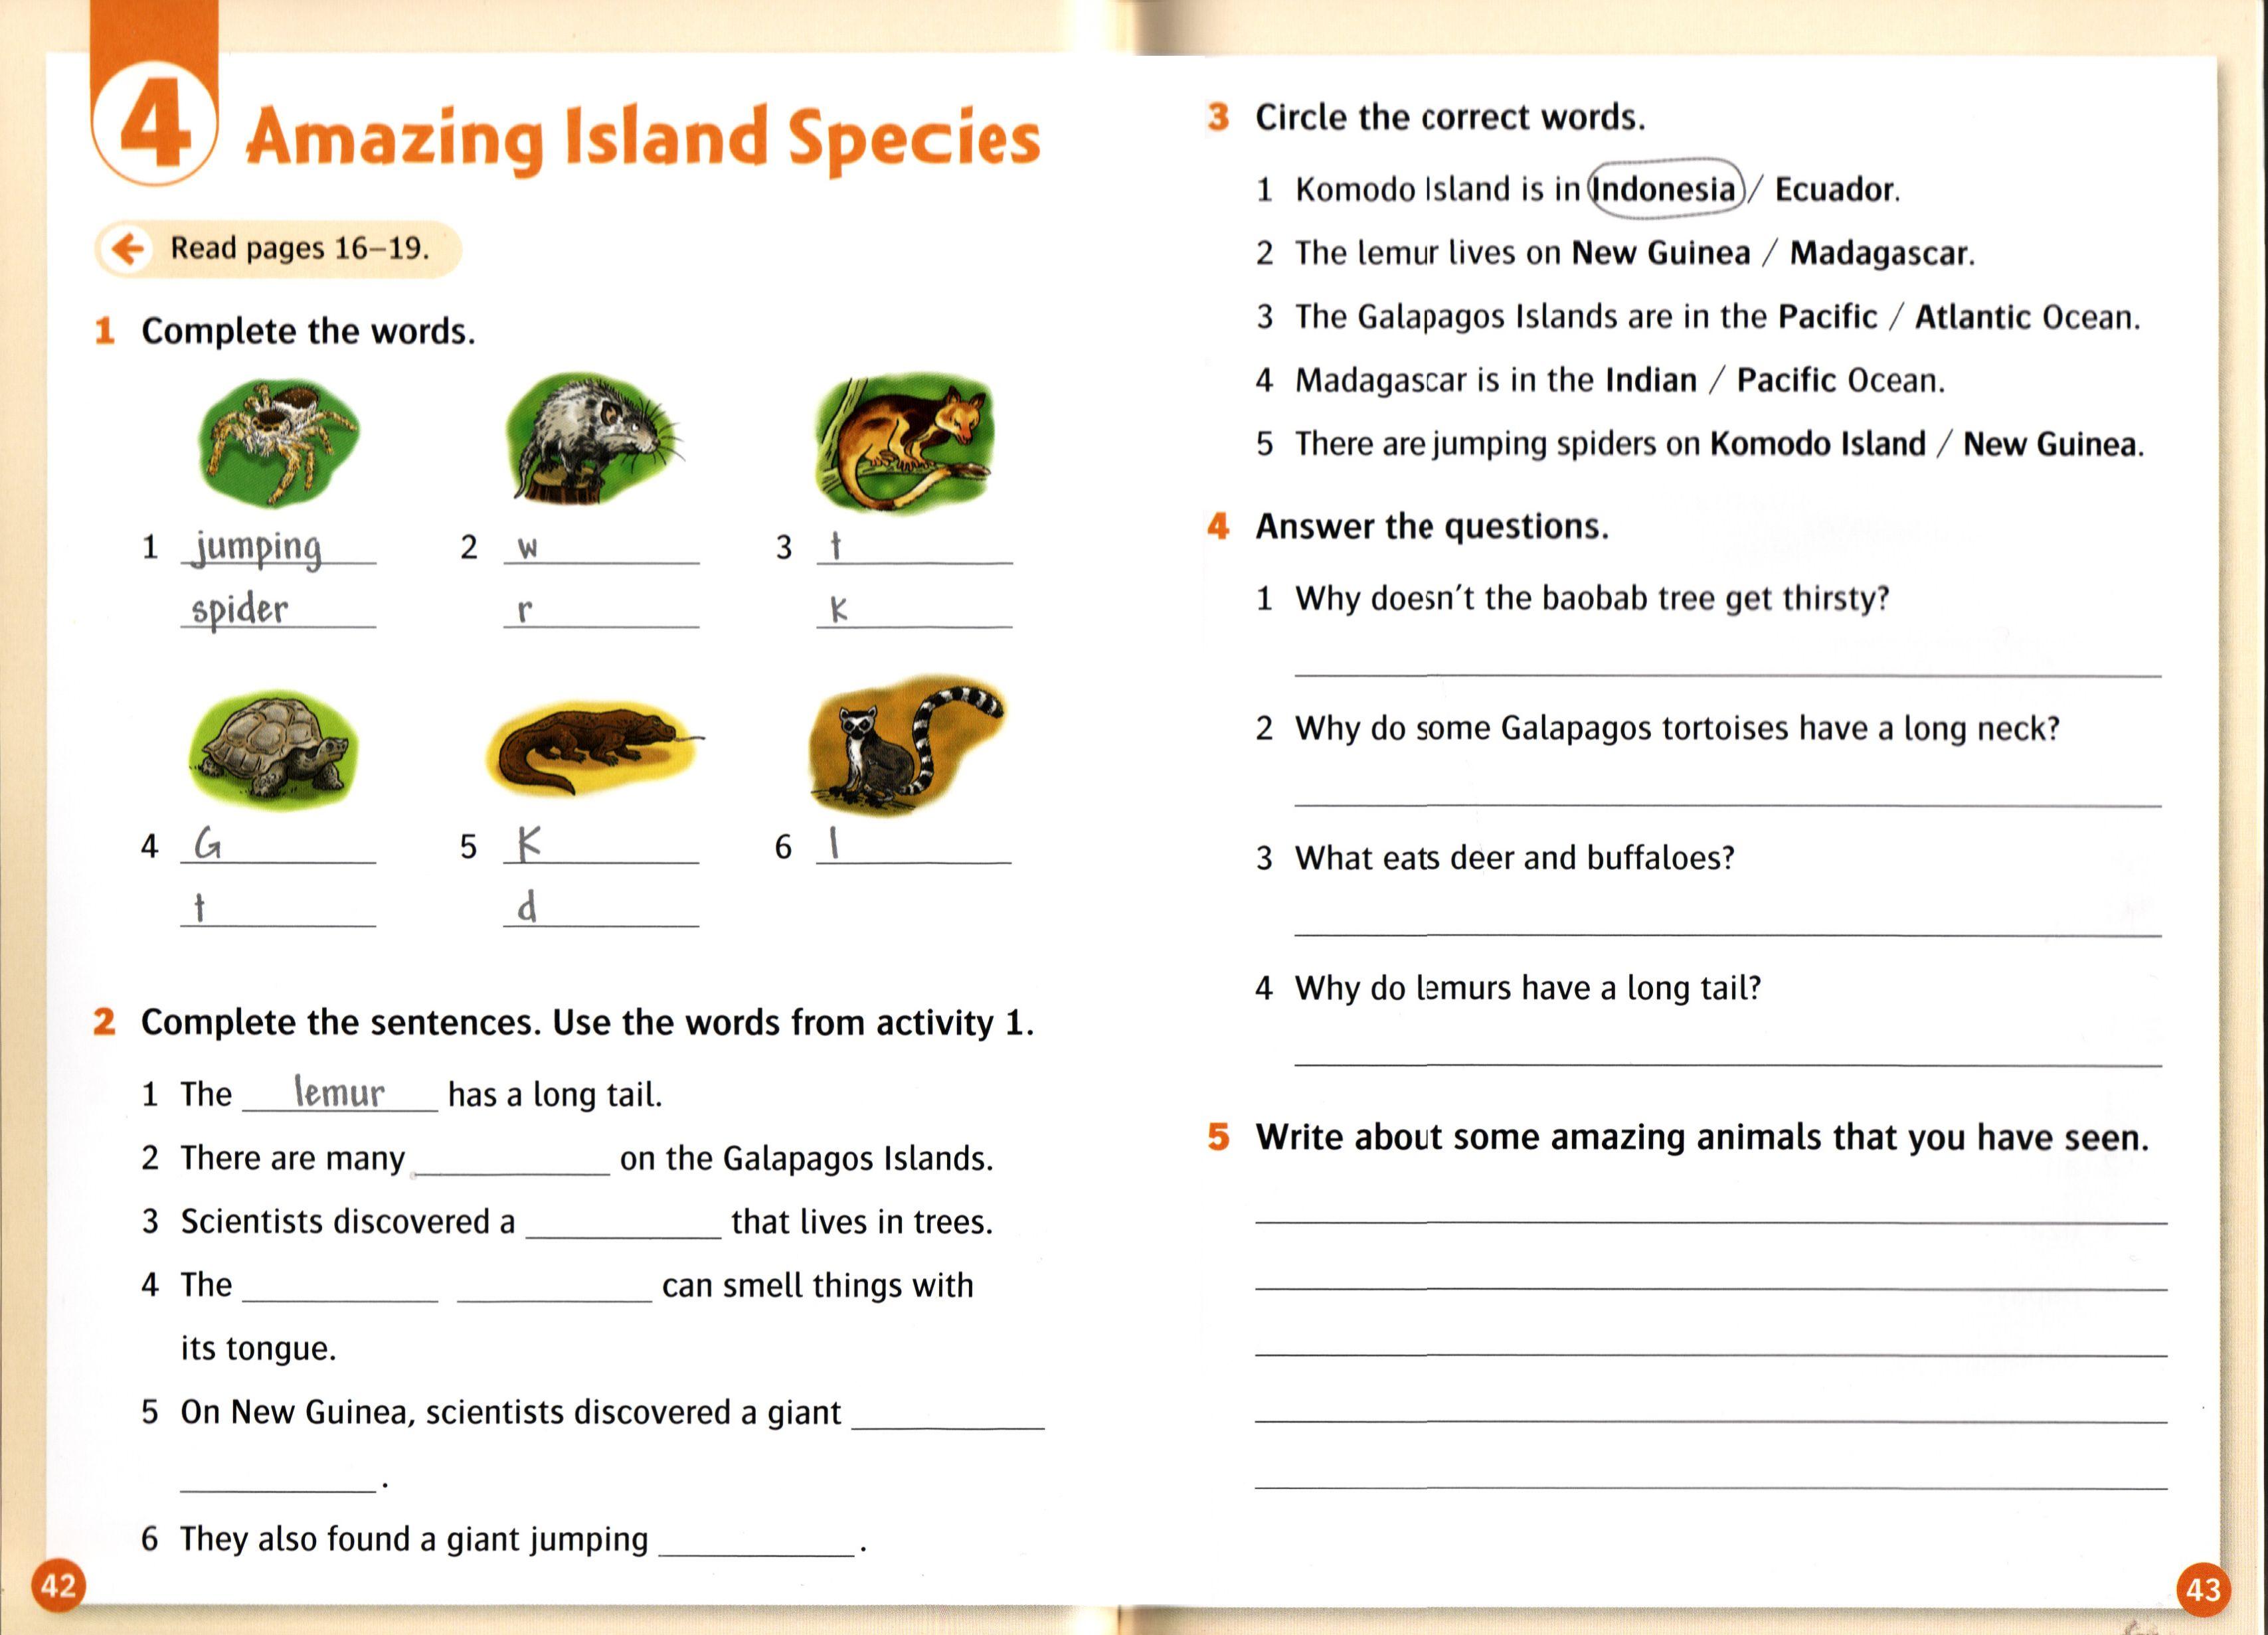 4 Amazing Island Species
Read pages 16–19.
1 Complete the words.
1 jumping
spider
2 w
r
3 t
k
4 G
t
5 K
d
6 l
2 Complete the sentences. Use the words from activity 1.
1 The lemur has a long tail.
2 There are many ____ on the Galapagos Islands.
3 Scientists discovered a ____ that lives in trees.
4 The ____ ____ can smell things with
its tongue.
5 On New Guinea, scientists discovered a giant ____
____.
6 They also found a giant jumping ____.
42
3 Circle the correct words.
1 Komodo Island is in Indonesia / Ecuador.
2 The lemur lives on New Guinea / Madagascar.
3 The Galapagos Islands are in the Pacific / Atlantic Ocean.
4 Madagascar is in the Indian / Pacific Ocean.
5 There are jumping spiders on Komodo Island / New Guinea.
4 Answer the questions.
1 Why doesn't the baobab tree get thirsty?
2 Why do some Galapagos tortoises have a long neck?
3 What eats deer and buffaloes?
4 Why do lemurs have a long tail?
5 Write about some amazing animals that you have seen.
43